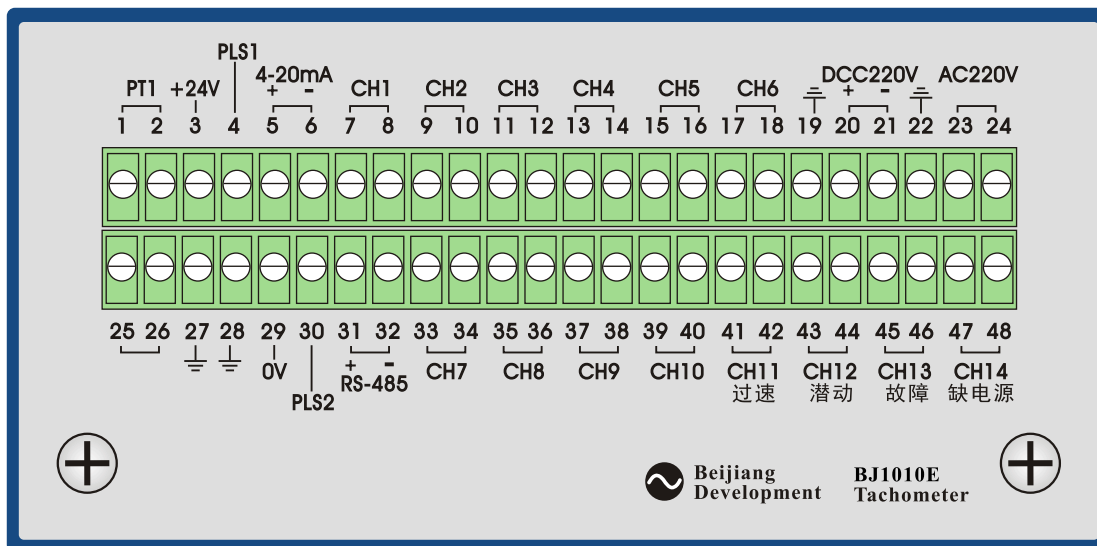 PLS1
PT1 +24V 4-20mA CH1 CH2 CH3 CH4 CH5 CH6 DCC220V AC220V
+ - + -
1 2 3 4 5 6 7 8 9 10 11 12 13 14 15 16 17 18 19 20 21 22 23 24
25 26 27 28 29 30 31 32 33 34 35 36 37 38 39 40 41 42 43 44 45 46 47 48
+ -
0V PLS2 RS-485 CH7 CH8 CH9 CH10 CH11 CH12 CH13 CH14
过速 潜动 故障 缺电源
Beijiang BJ1010E
Development Tachometer